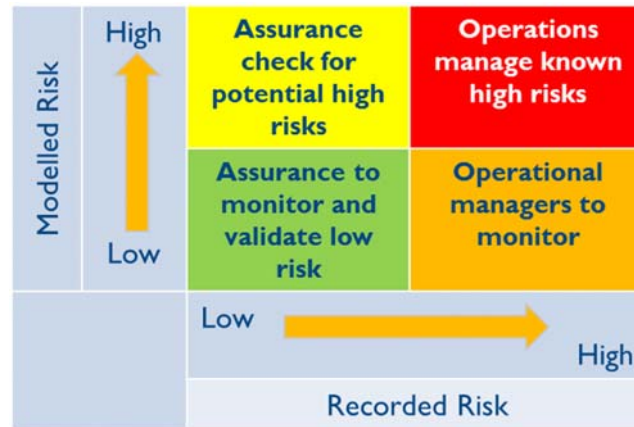 Modelled Risk
High
Low
Assurance
check for
potential high
risks
Operations
manage known
high risks
Assurance to
monitor and
validate low
risk
Operational
managers to
monitor
Low
High
Recorded Risk